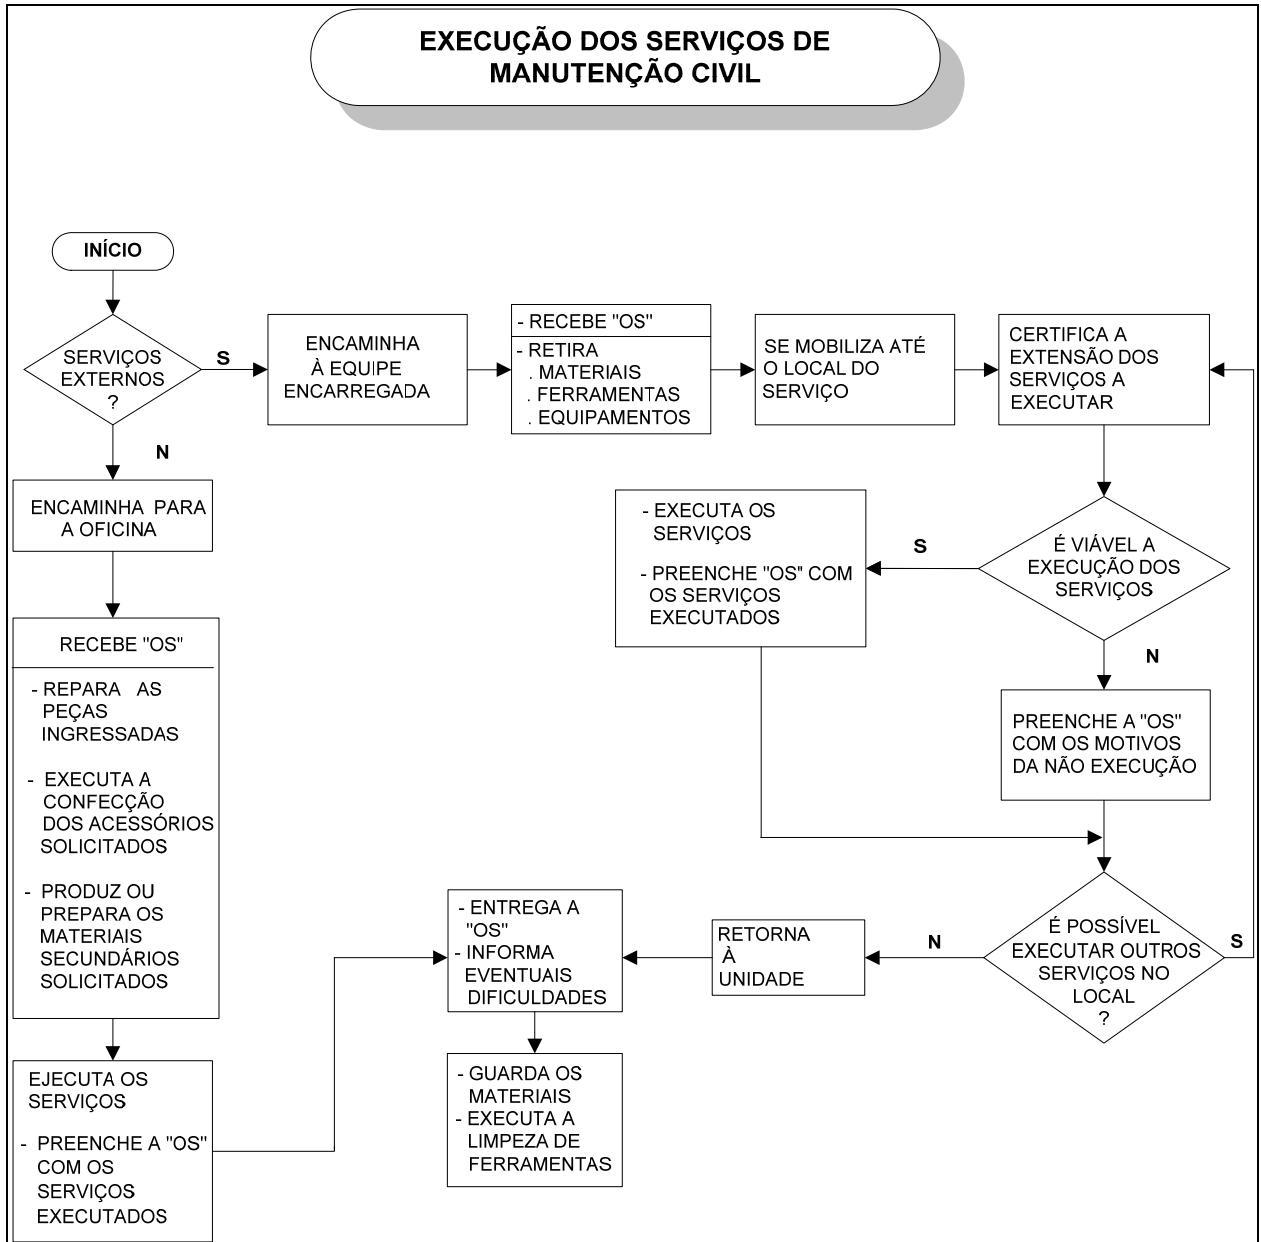 EXECUÇÃO DOS SERVIÇOS DE
MANUTENÇÃO CIVIL
INÍCIO
SERVIÇOS
EXTERNOS
?
S
N
ENCAMINHA
À EQUIPE
ENCARREGADA
- RECEBE "OS"
- RETIRA
. MATERIAIS
. FERRAMENTAS
. EQUIPAMENTOS
SE MOBILIZA ATÉ
O LOCAL DO
SERVIÇO
CERTIFICA A
EXTENSÃO DOS
SERVIÇOS A
EXECUTAR
É VIÁVEL A
EXECUÇÃO DOS
SERVIÇOS
S
N
- EXECUTA OS
SERVIÇOS
- PREENCHE "OS" COM
OS SERVIÇOS
EXECUTADOS
PREENCHE A "OS"
COM OS MOTIVOS
DA NÃO EXECUÇÃO
É POSSÍVEL
EXECUTAR OUTROS
SERVIÇOS NO
LOCAL
?
S
N
RETORNA
À
UNIDADE
ENCAMINHA PARA
A OFICINA
RECEBE "OS"
- REPARA AS
PEÇAS
INGRESSADAS
- EXECUTA A
CONFECÇÃO
DOS ACESSÓRIOS
SOLICITADOS
- PRODUZ OU
PREPARA OS
MATERIAIS
SECUNDÁRIOS
SOLICITADOS
EJECUTA OS
SERVIÇOS
- PREENCHE A "OS"
COM OS
SERVIÇOS
EXECUTADOS
- ENTREGA A
"OS"
- INFORMA
EVENTUAIS
DIFICULDADES
- GUARDA OS
MATERIAIS
- EXECUTA A
LIMPEZA DE
FERRAMENTAS